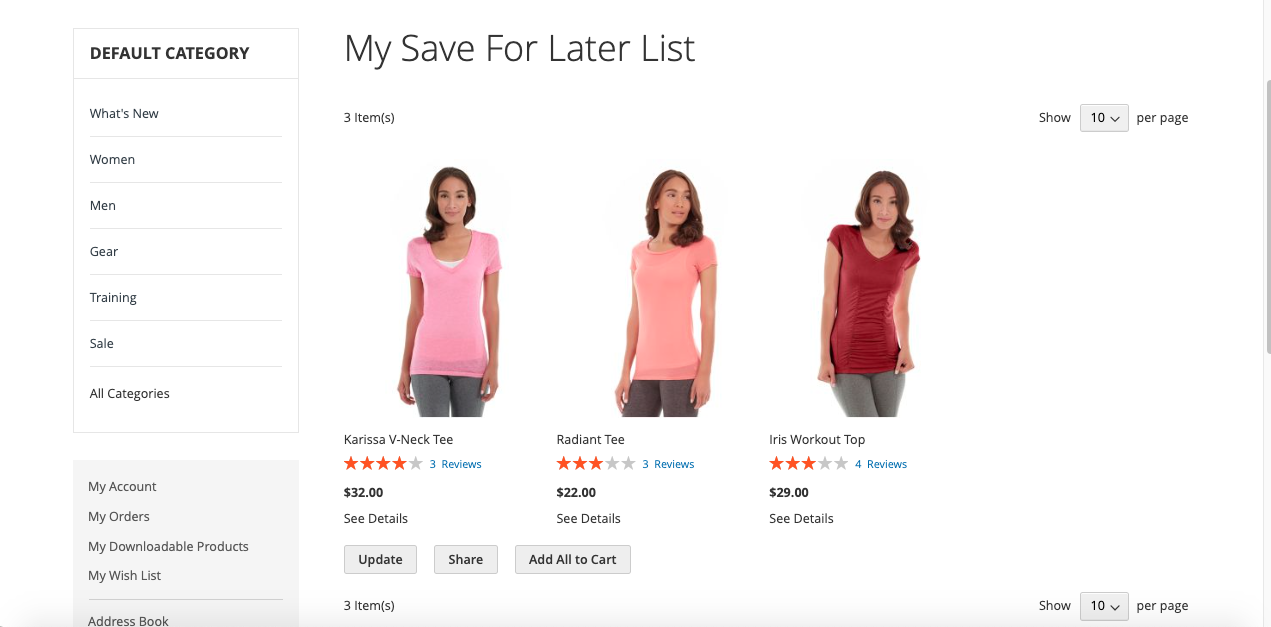 DEFAULT CATEGORY
What's New
Women
Men
Gear
Training
Sale
All Categories
My Account
My Orders
My Downloadable Products
My Wish List
Address Book
My Save For Later List
3 Item(s)
Show 10 per page
Karissa V-Neck Tee
3 Reviews
$32.00
See Details
Radiant Tee
3 Reviews
$22.00
See Details
Iris Workout Top
4 Reviews
$29.00
See Details
Update Share Add All to Cart
3 Item(s)
Show 10 per page